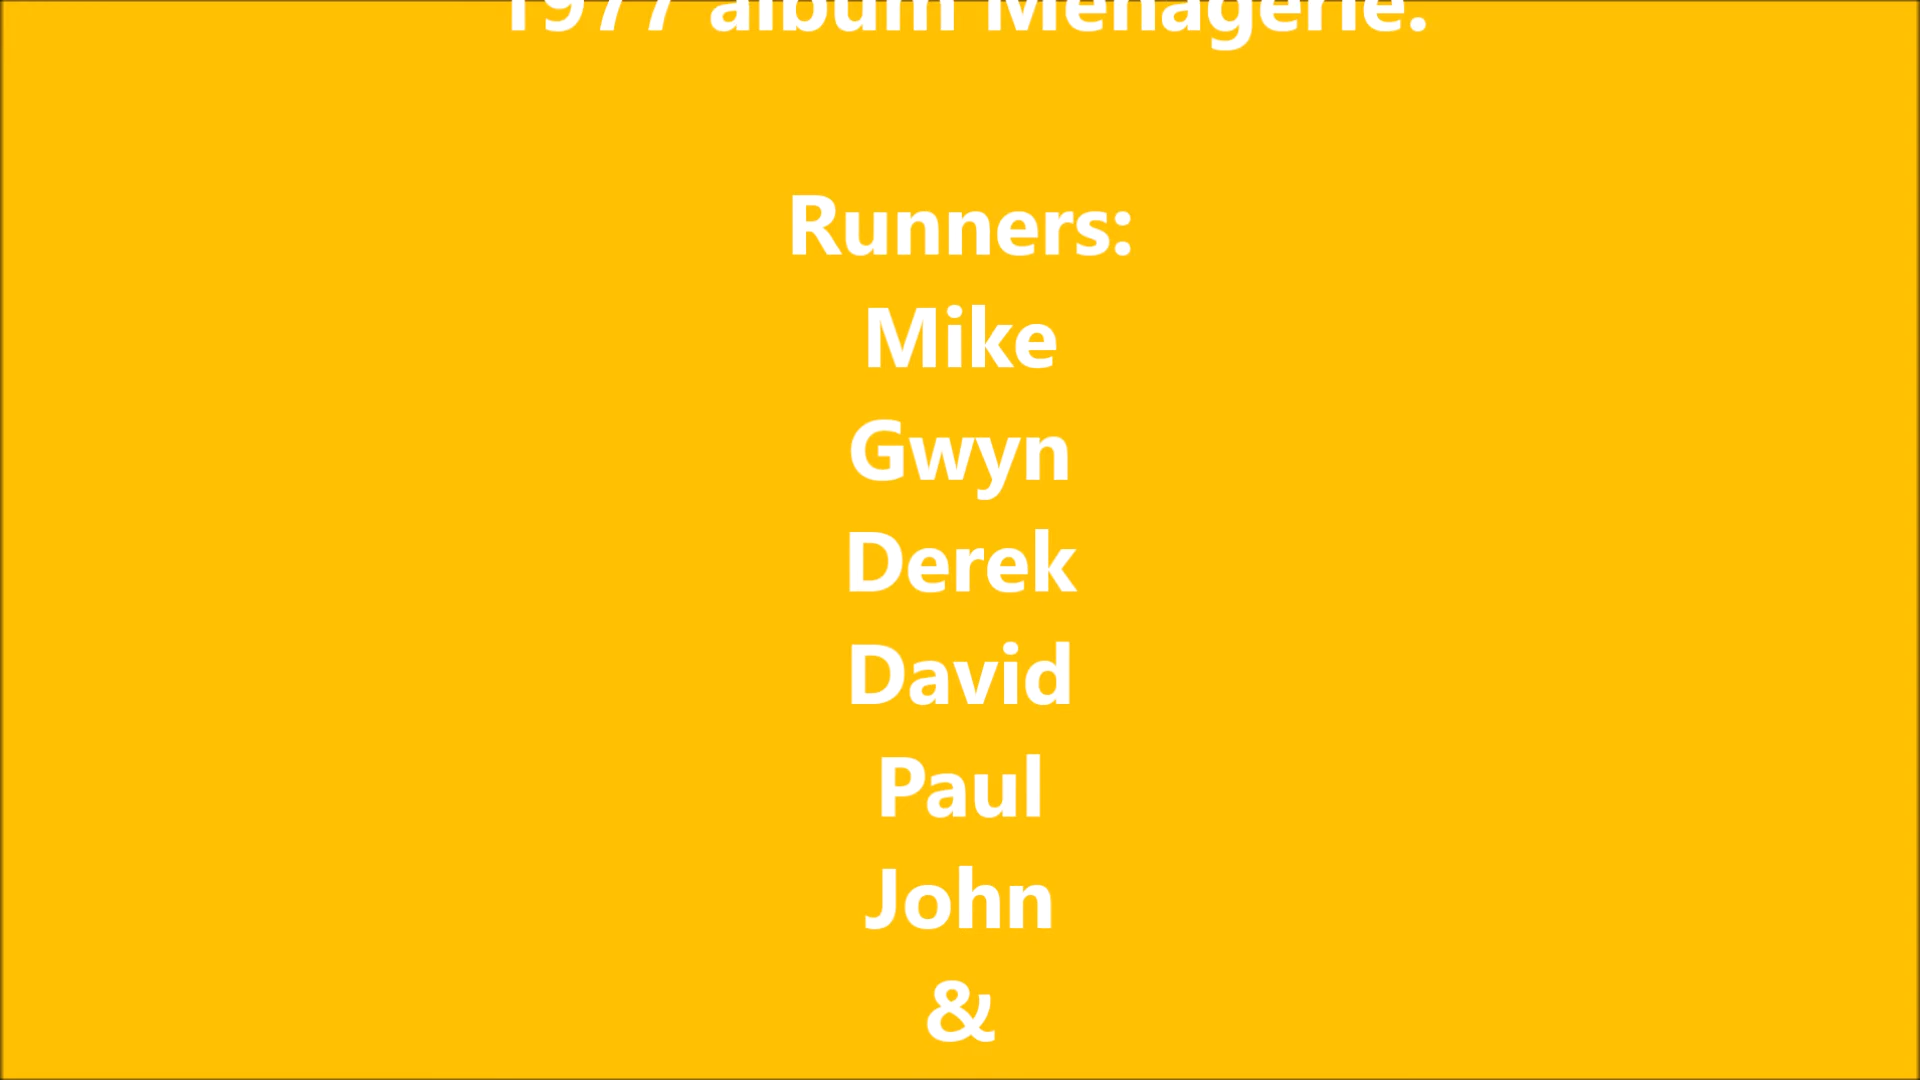 1977 album Menagerie.
Runners:
Mike
Gwyn
Derek
David
Paul
John
&